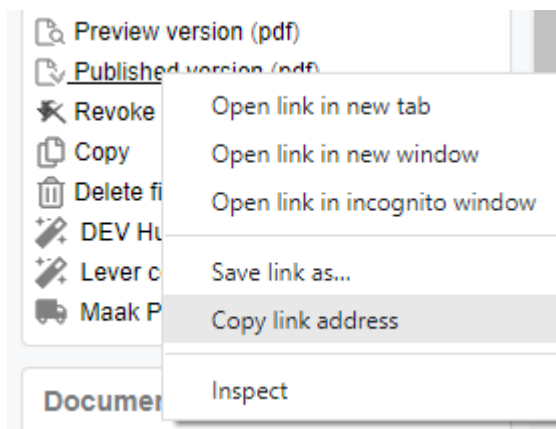 Preview version (pdf)
Published version (pdf)
Revoke
Copy
Delete fi
DEV Hu
Lever c
Maak P
Documen
Open link in new tab
Open link in new window
Open link in incognito window
Save link as...
Copy link address
Inspect